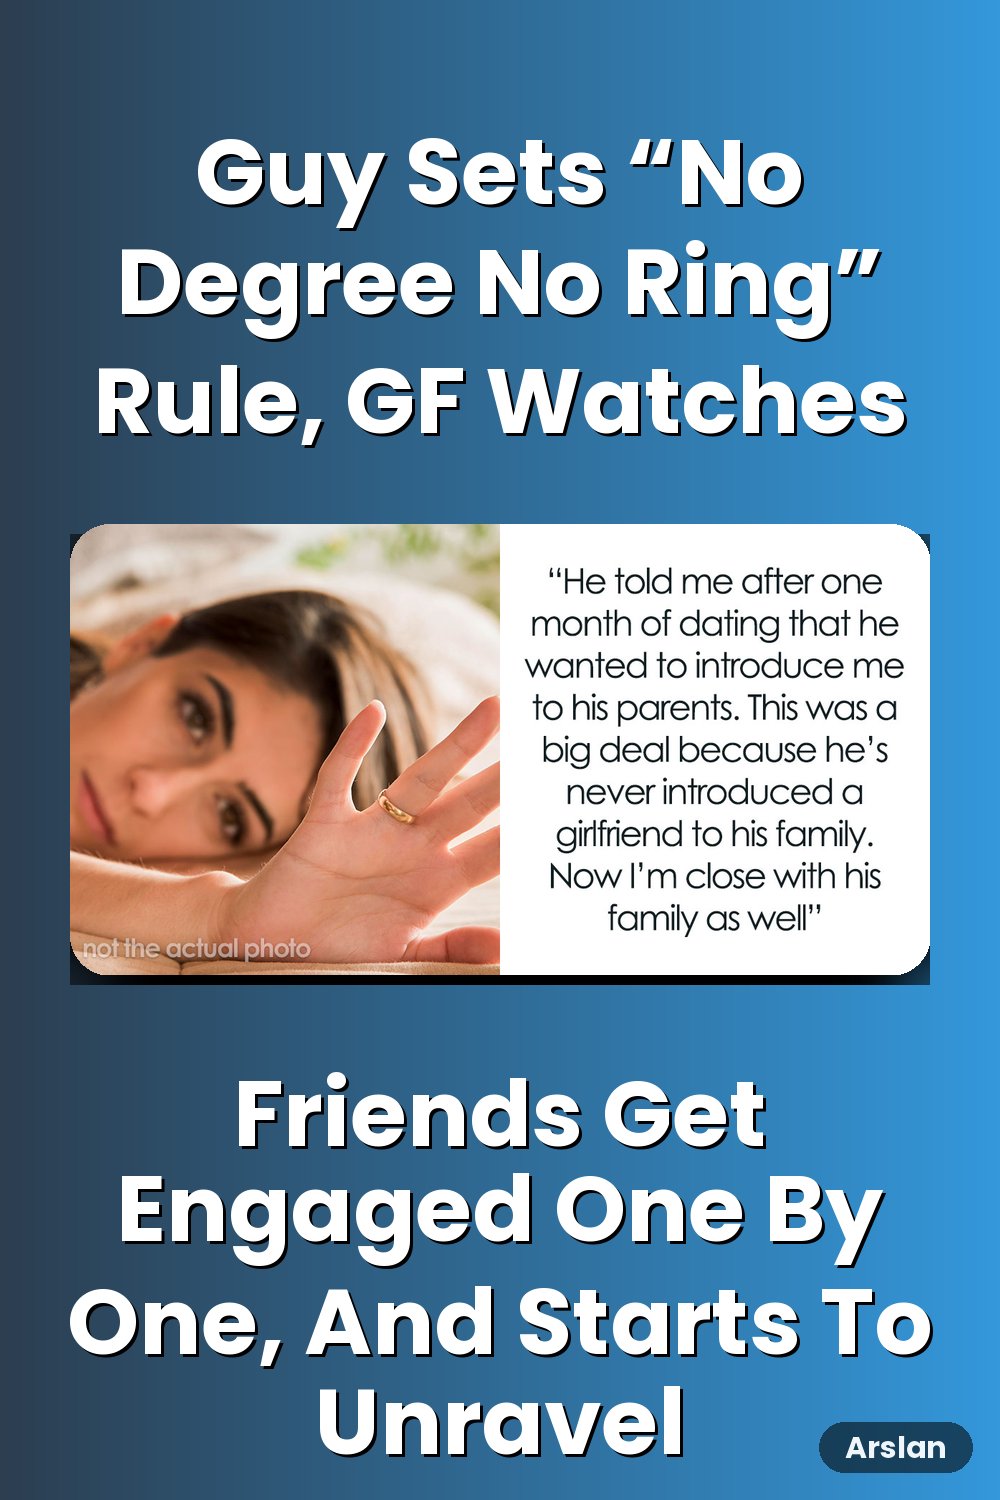 Guy Sets “No
Degree No Ring”
Rule, GF Watches
“He told me after one
month of dating that he
wanted to introduce me
to his parents. This was a
big deal because he’s
never introduced a
girlfriend to his family.
Now I’m close with his
family as well”
not the actual photo
Friends Get
Engaged One By
One, And Starts To
Unravel
Arslan